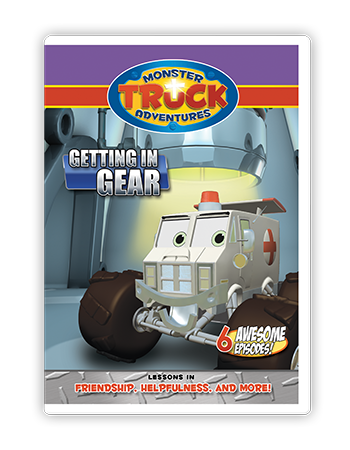 MONSTER
TRUCK
ADVENTURES
GETTING IN
GEAR
6 AWESOME
EPISODES!
LESSONS IN
FRIENDSHIP, HELPFULNESS, AND MORE!